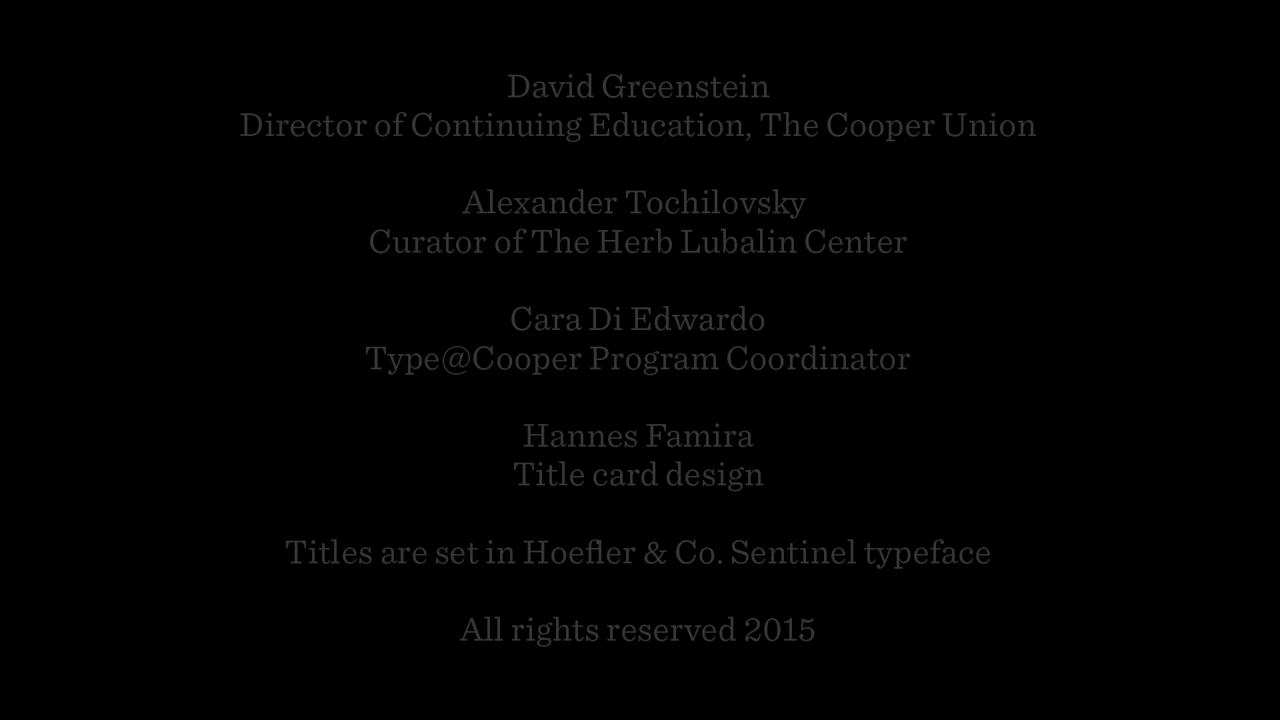 David Greenstein
Director of Continuing Education, The Cooper Union
Alexander Tochilovsky
Curator of The Herb Lubalin Center
Cara Di Edwardo
Type@Cooper Program Coordinator
Hannes Famira
Title card design
Titles are set in Hoefler & Co. Sentinel typeface
All rights reserved 2015